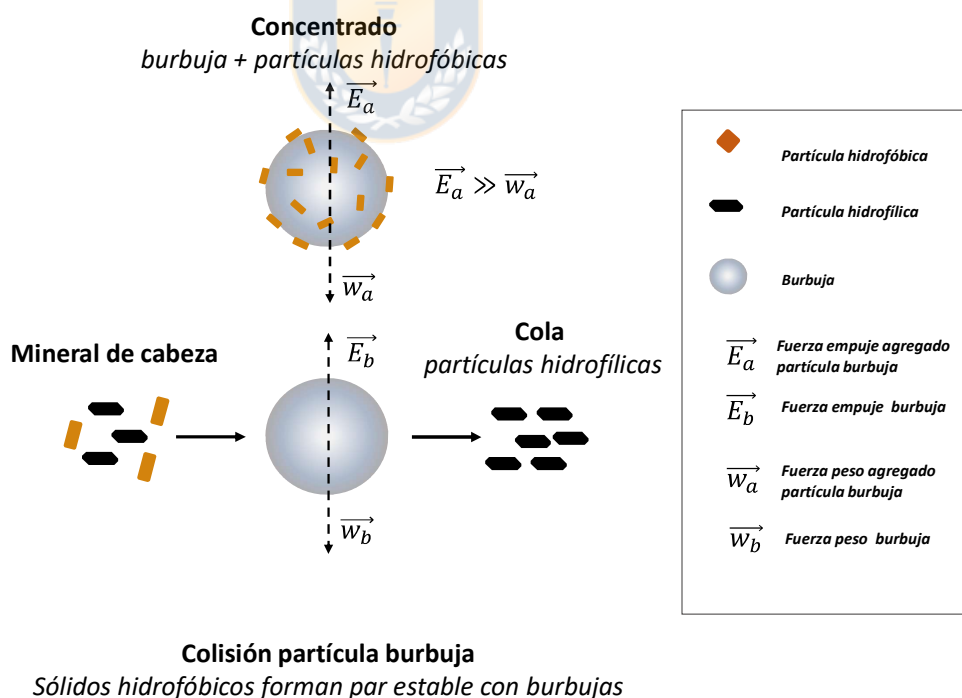 Concentrado
burbuja + partículas hidrofóbicas
E_a
E_a ≫ w_a
w_a
Mineral de cabeza
E_b
Cola
partículas hidrofílicas
w_b
Colisión partícula burbuja
Sólidos hidrofóbicos forman par estable con burbujas
Partícula hidrofóbica
Partícula hidrofílica
Burbuja
E_a Fuerza empuje agregado
partícula burbuja
E_b Fuerza empuje burbuja
w_a Fuerza peso agregado
partícula burbuja
w_b Fuerza peso burbuja